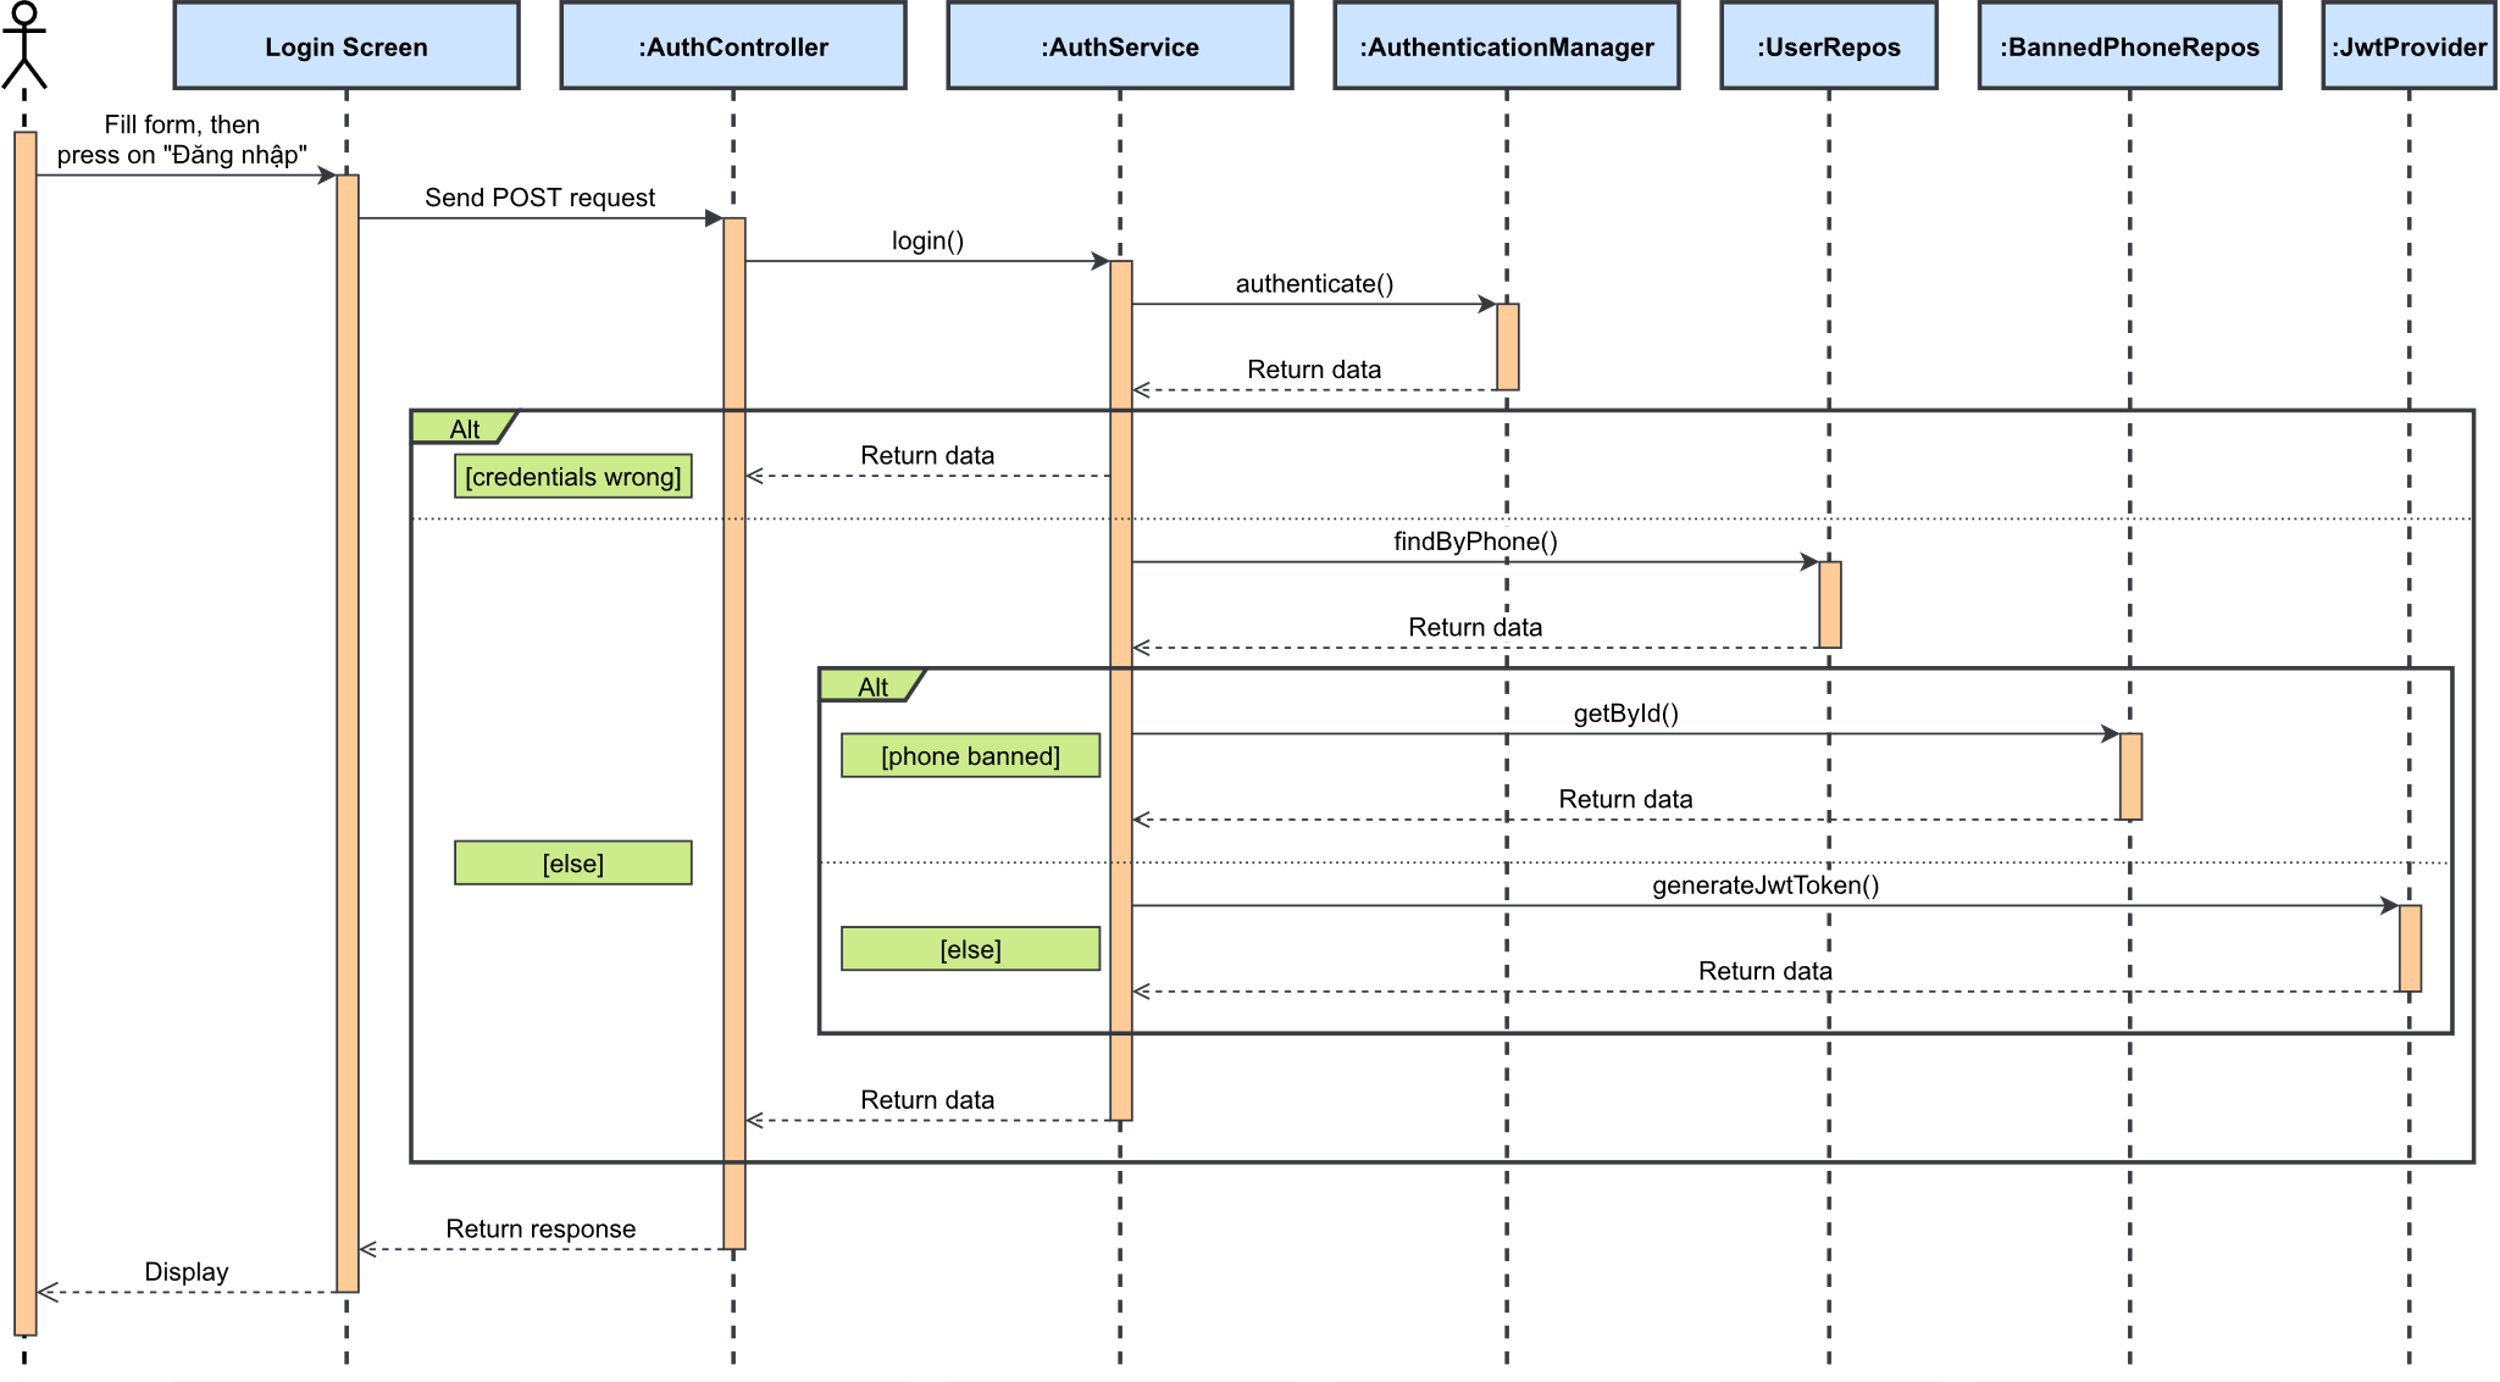 Login Screen
:AuthController
:AuthService
:AuthenticationManager
:UserRepos
:BannedPhoneRepos
:JwtProvider
Fill form, then
press on "Đăng nhập"
Send POST request
login()
authenticate()
Return data
Alt
Return data
[credentials wrong]
findByPhone()
Return data
Alt
getById()
[phone banned]
Return data
[else]
generateJwtToken()
[else]
Return data
Return data
Return response
Display